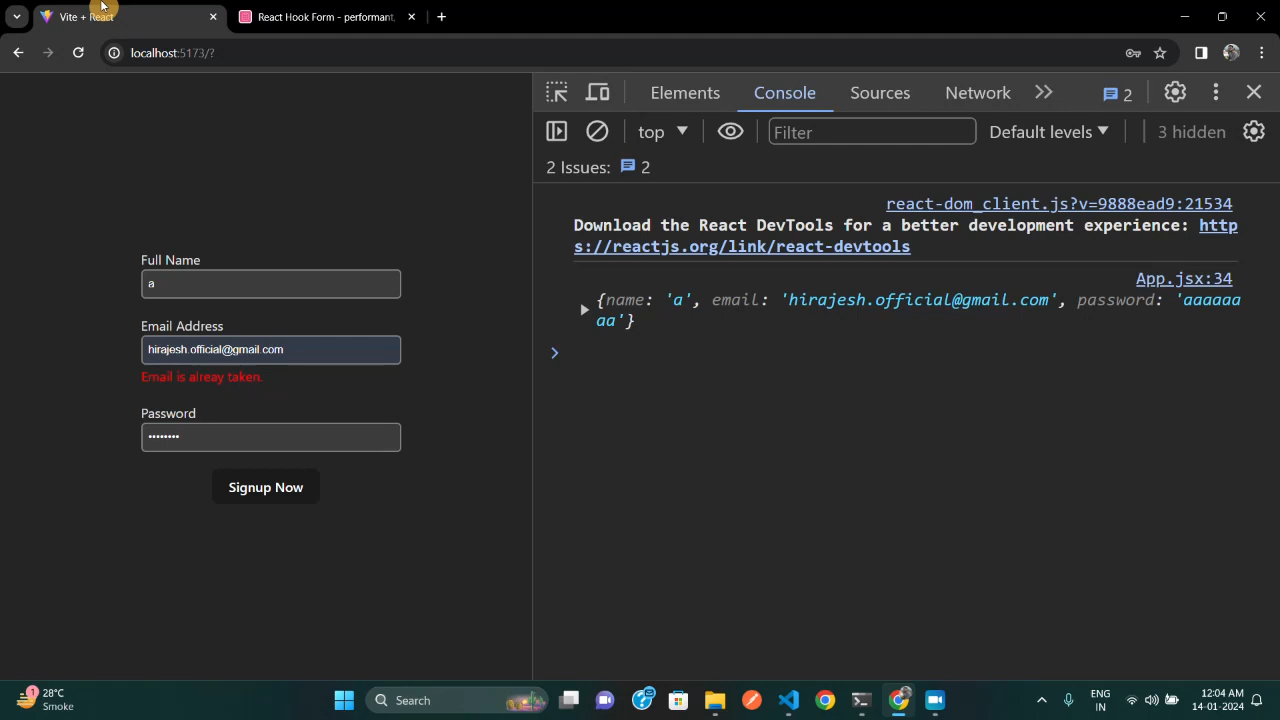 Vite + React
React Hook Form - performant,
localhost:5173/?
Elements
Console
Sources
Network
2
top
Filter
Default levels
3 hidden
2 Issues:
2
react-dom_client.js?v=9888ead9:21534
Download the React DevTools for a better development experience: http
s://reactjs.org/link/react-devtools
App.jsx:34
{name: 'a', email: 'hirajesh.official@gmail.com', password: 'aaaaaa
aa'}
Full Name
a
Email Address
hirajesh.official@gmail.com
Email is alreay taken.
Password
••••••••
Signup Now
1
28°C
Smoke
Search
ENG
IN
12:04 AM
14-01-2024